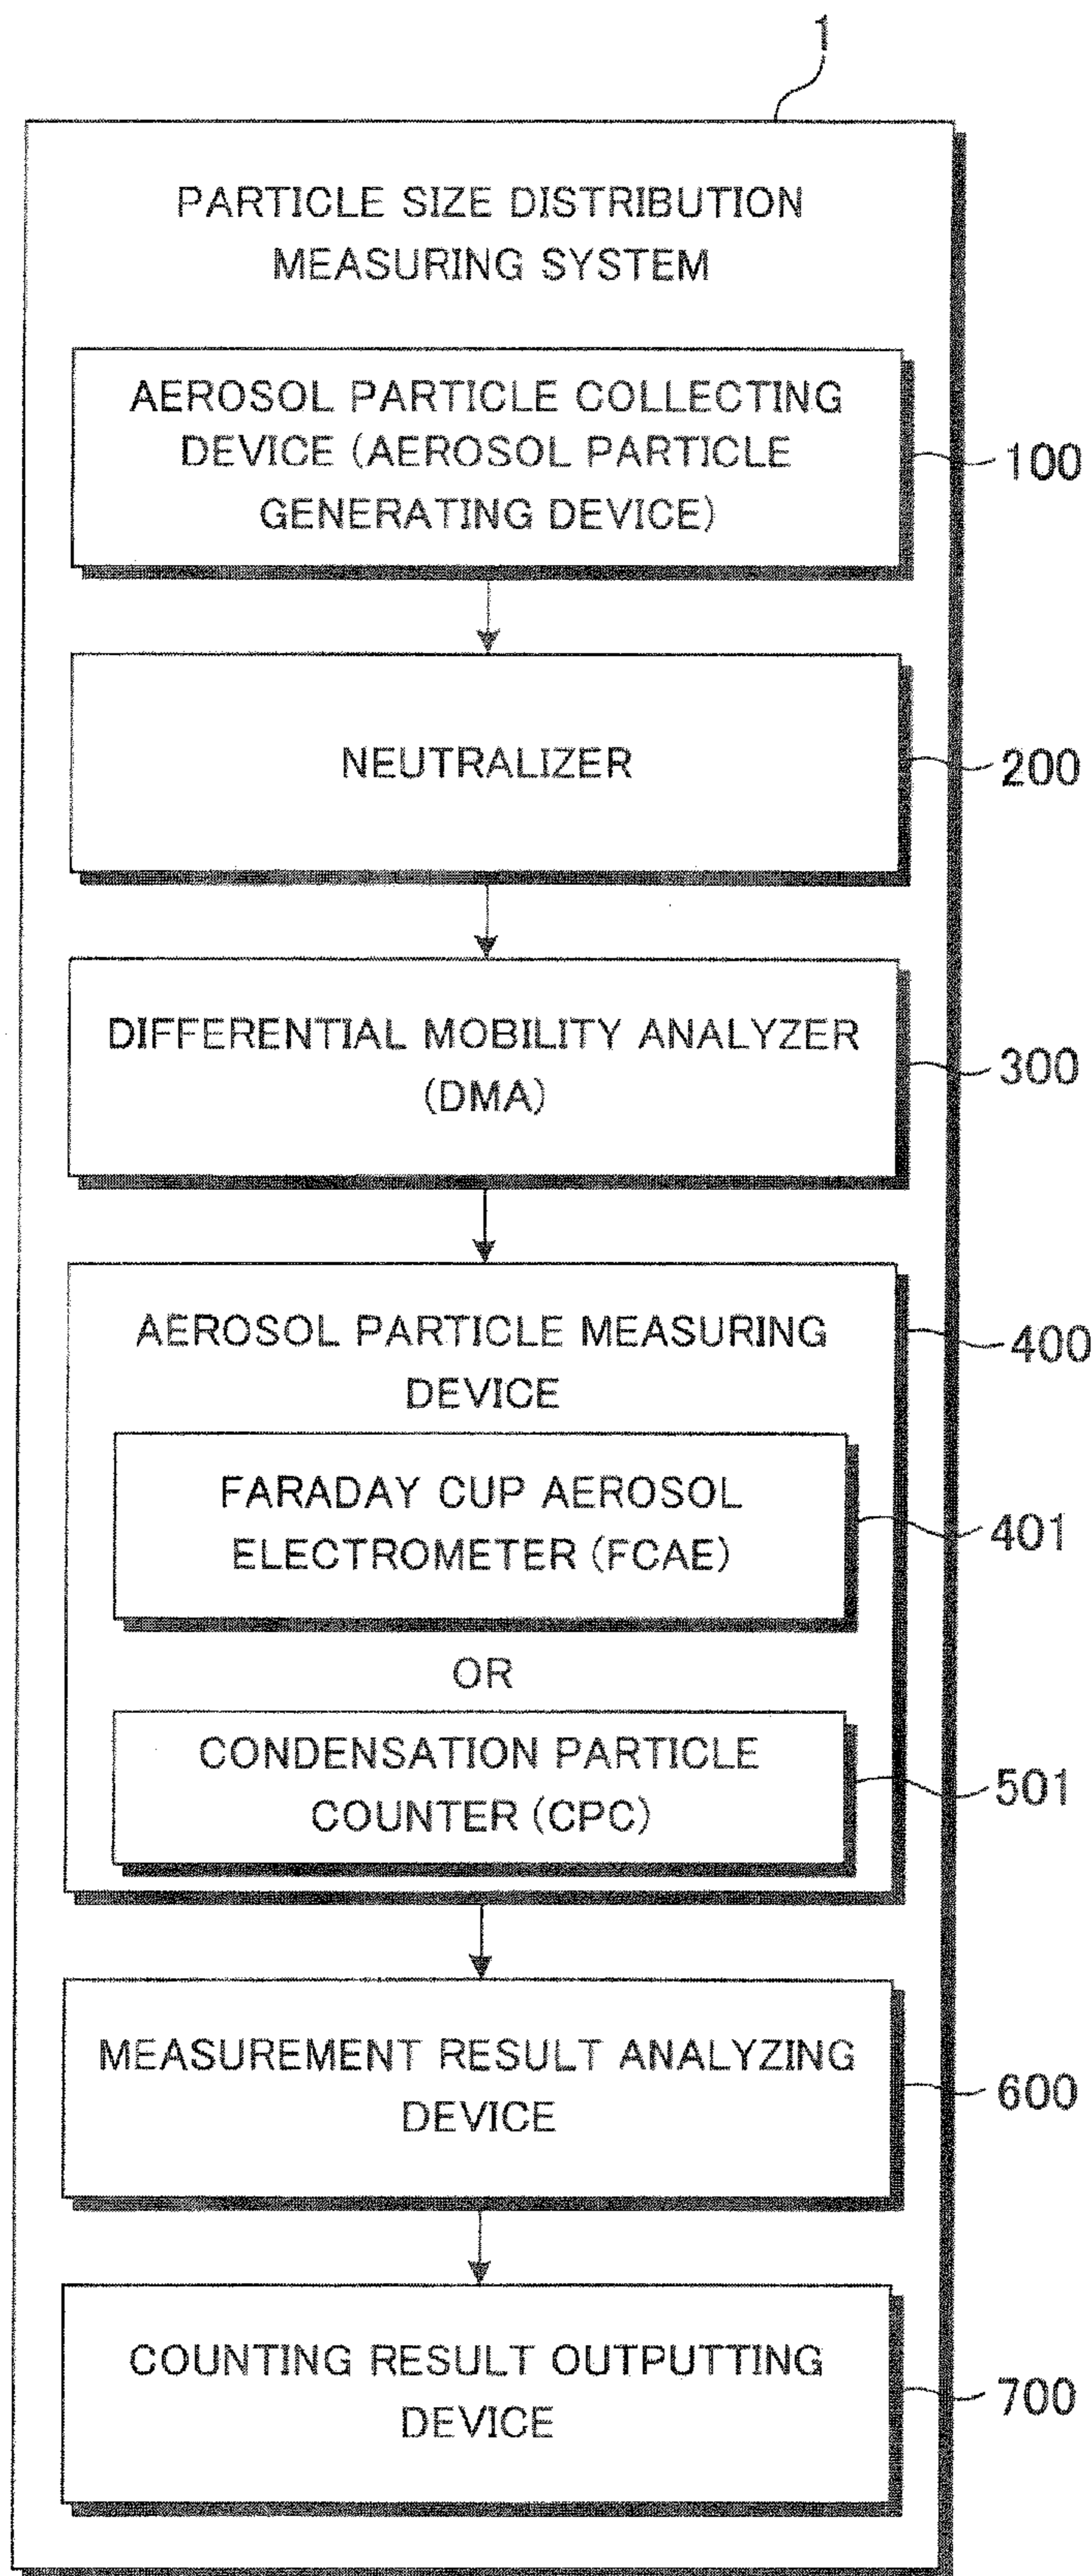 1
PARTICLE SIZE DISTRIBUTION
MEASURING SYSTEM
AEROSOL PARTICLE COLLECTING
DEVICE (AEROSOL PARTICLE
GENERATING DEVICE)
100
NEUTRALIZER
200
DIFFERENTIAL MOBILITY ANALYZER
(DMA)
300
AEROSOL PARTICLE MEASURING
DEVICE
400
FARADAY CUP AEROSOL
ELECTROMETER (FCAE)
401
OR
CONDENSATION PARTICLE
COUNTER (CPC)
501
MEASUREMENT RESULT ANALYZING
DEVICE
600
COUNTING RESULT OUTPUTTING
DEVICE
700